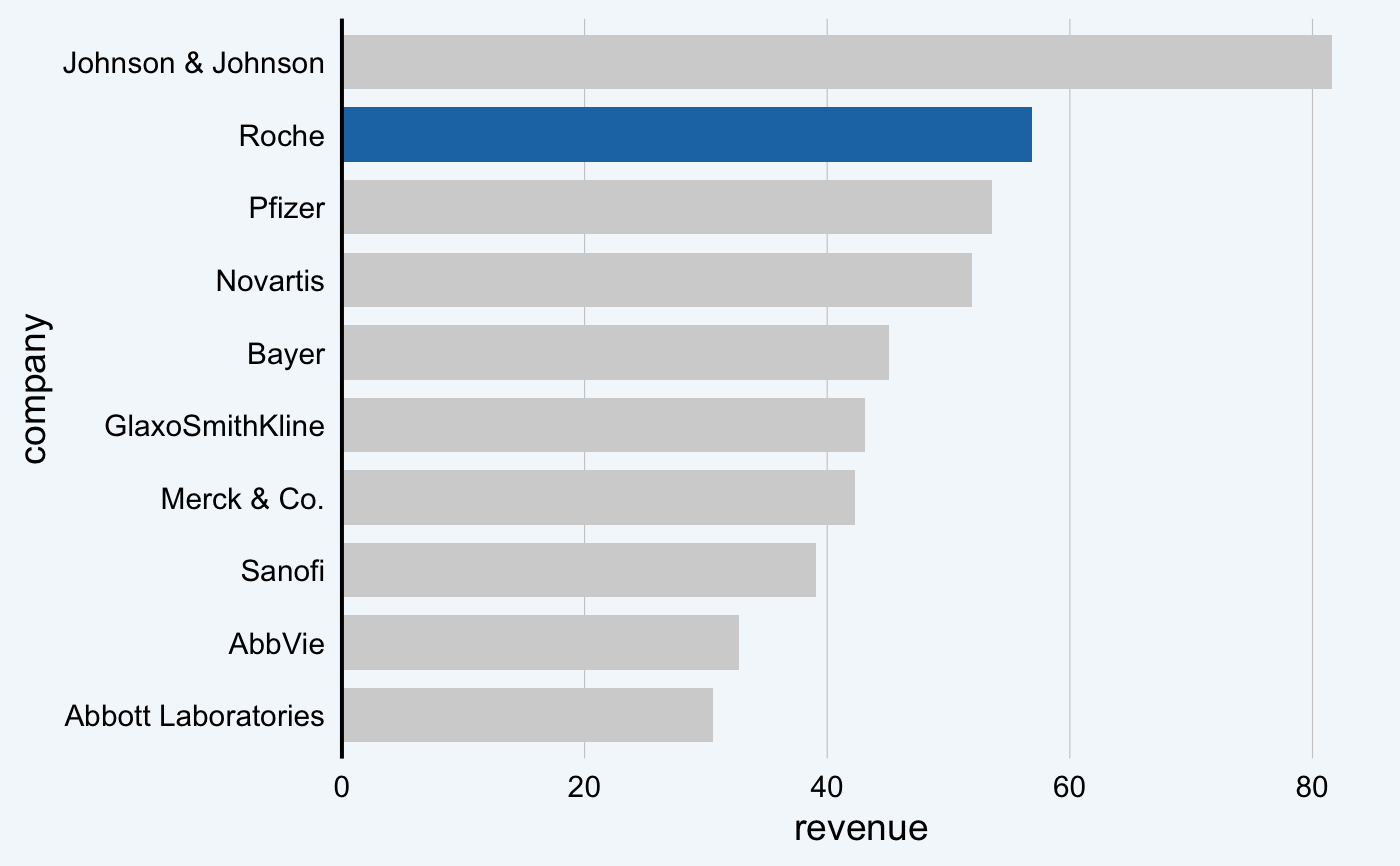 Johnson & Johnson
Roche
Pfizer
Novartis
Bayer
GlaxoSmithKline
Merck & Co.
Sanofi
AbbVie
Abbott Laboratories
company
0 20 40 60 80
revenue